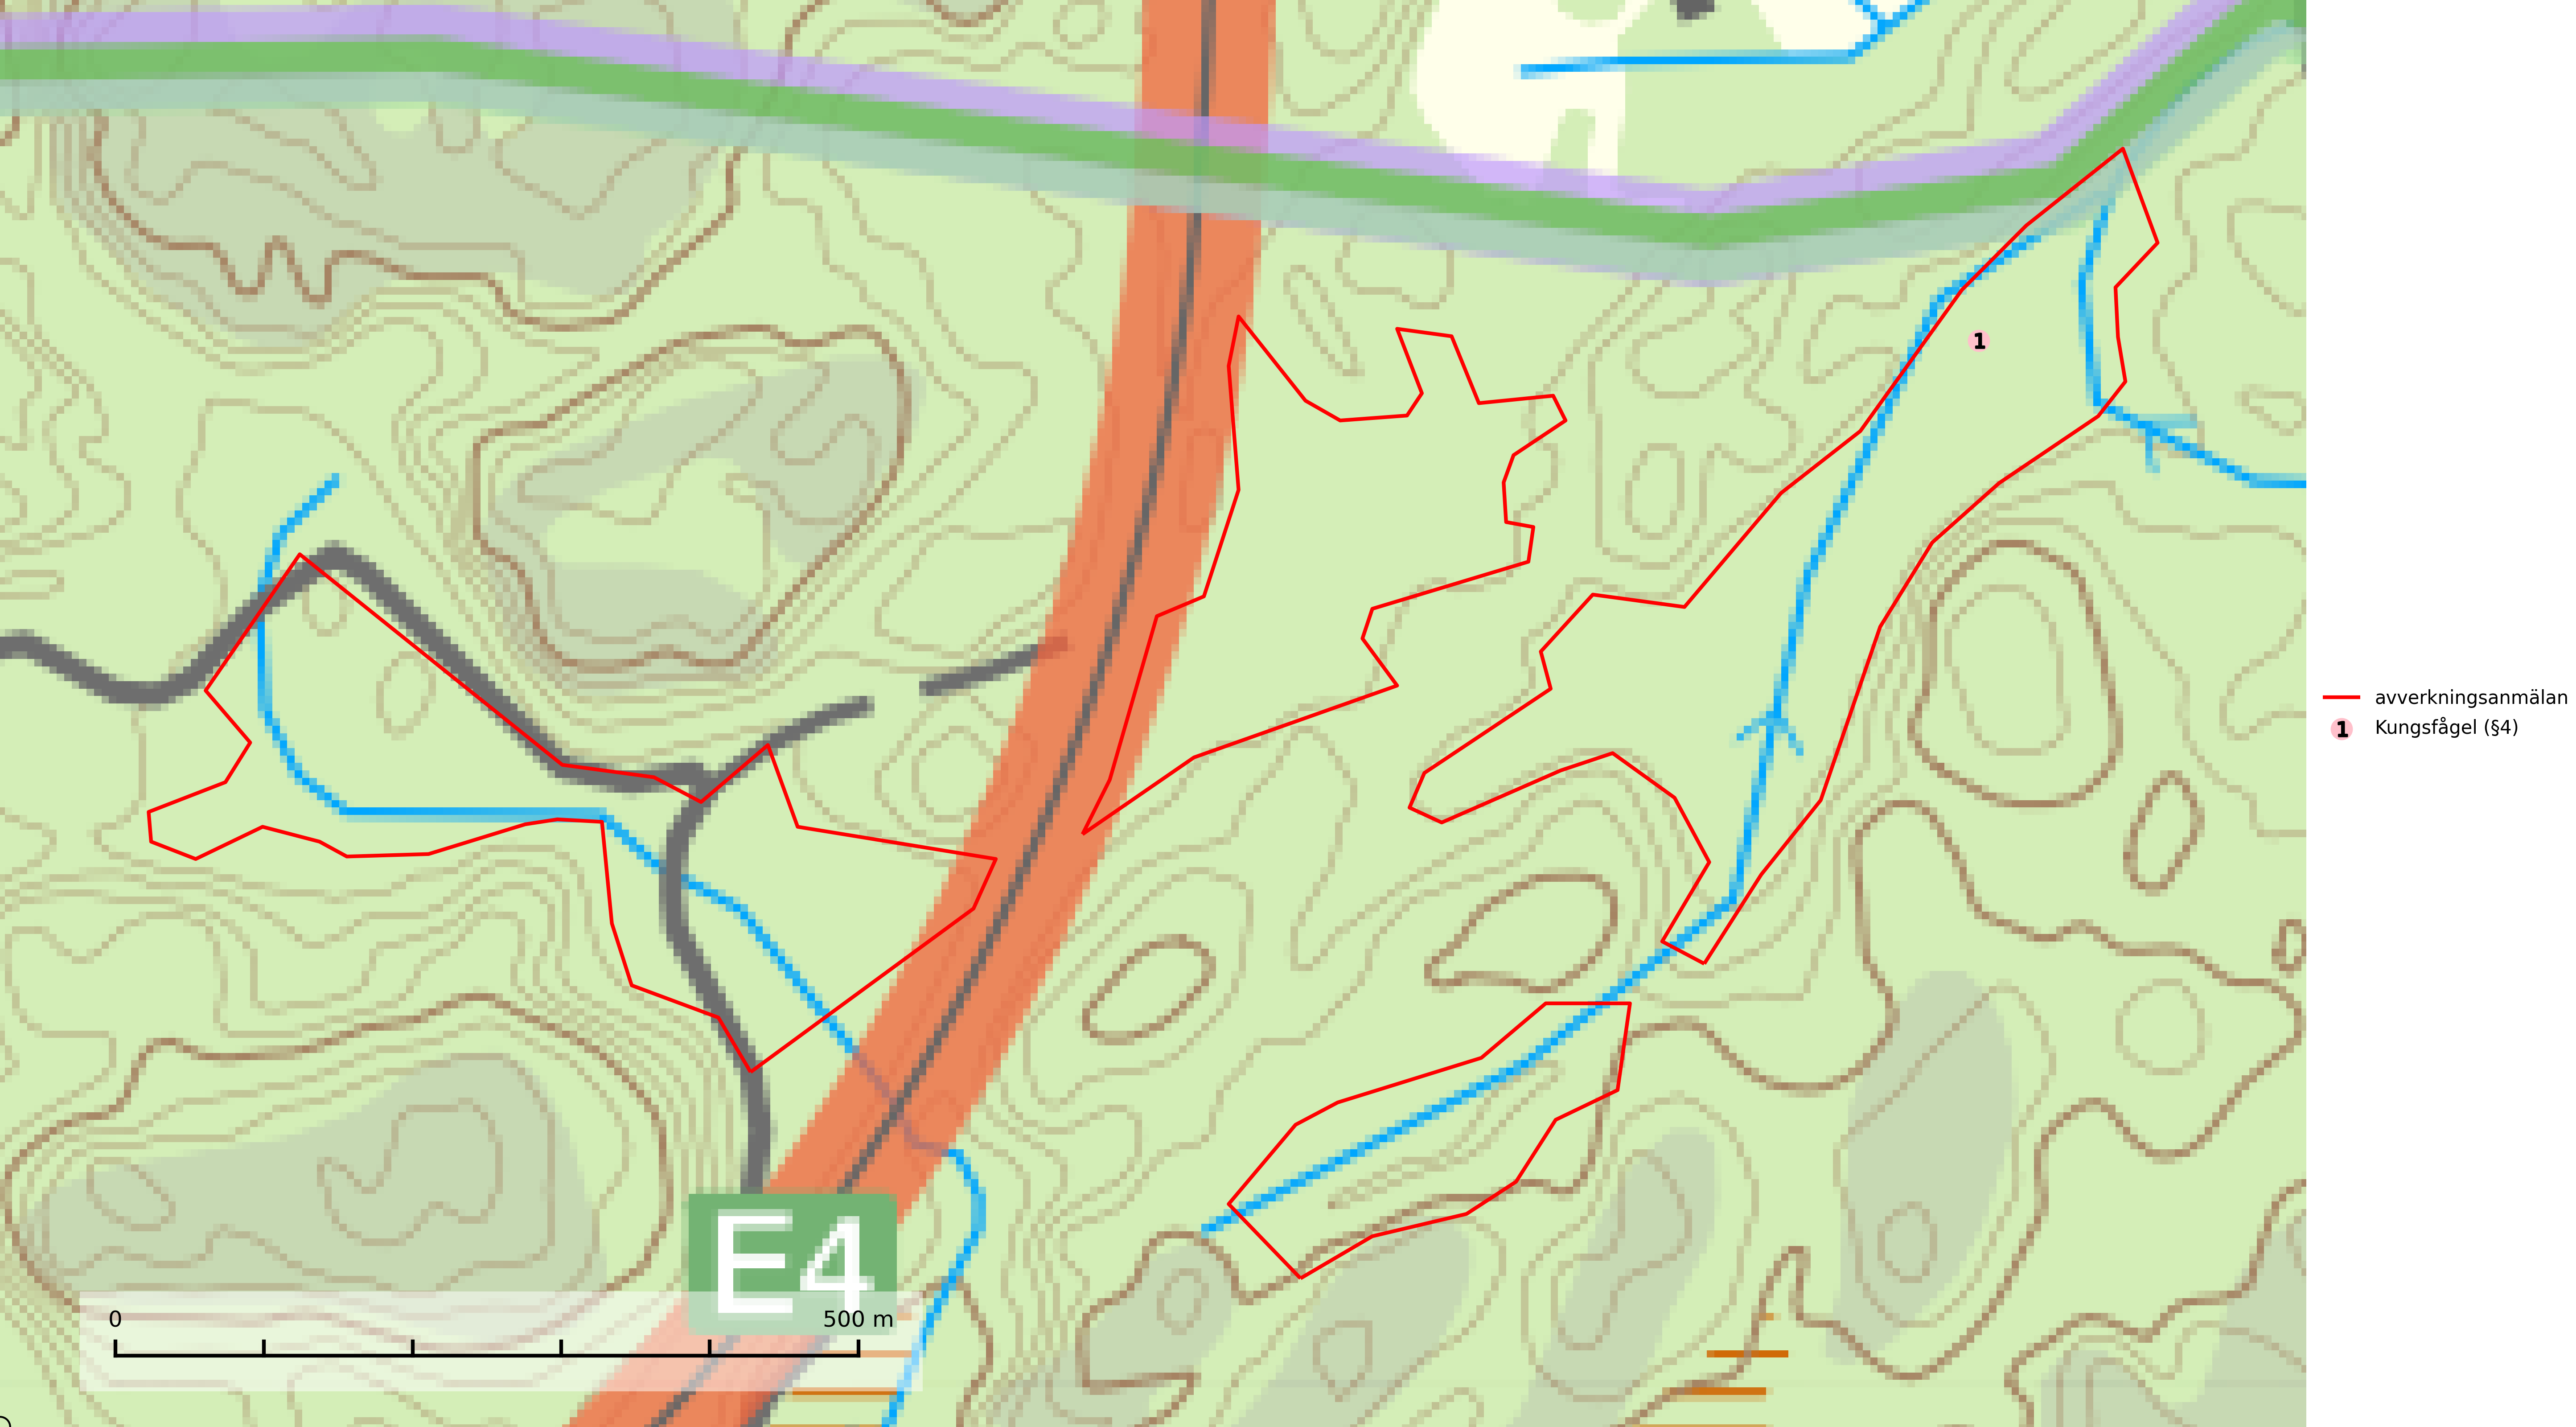 1
avverkningsanmälan
1 Kungsfågel (§4)
E4
0 500 m